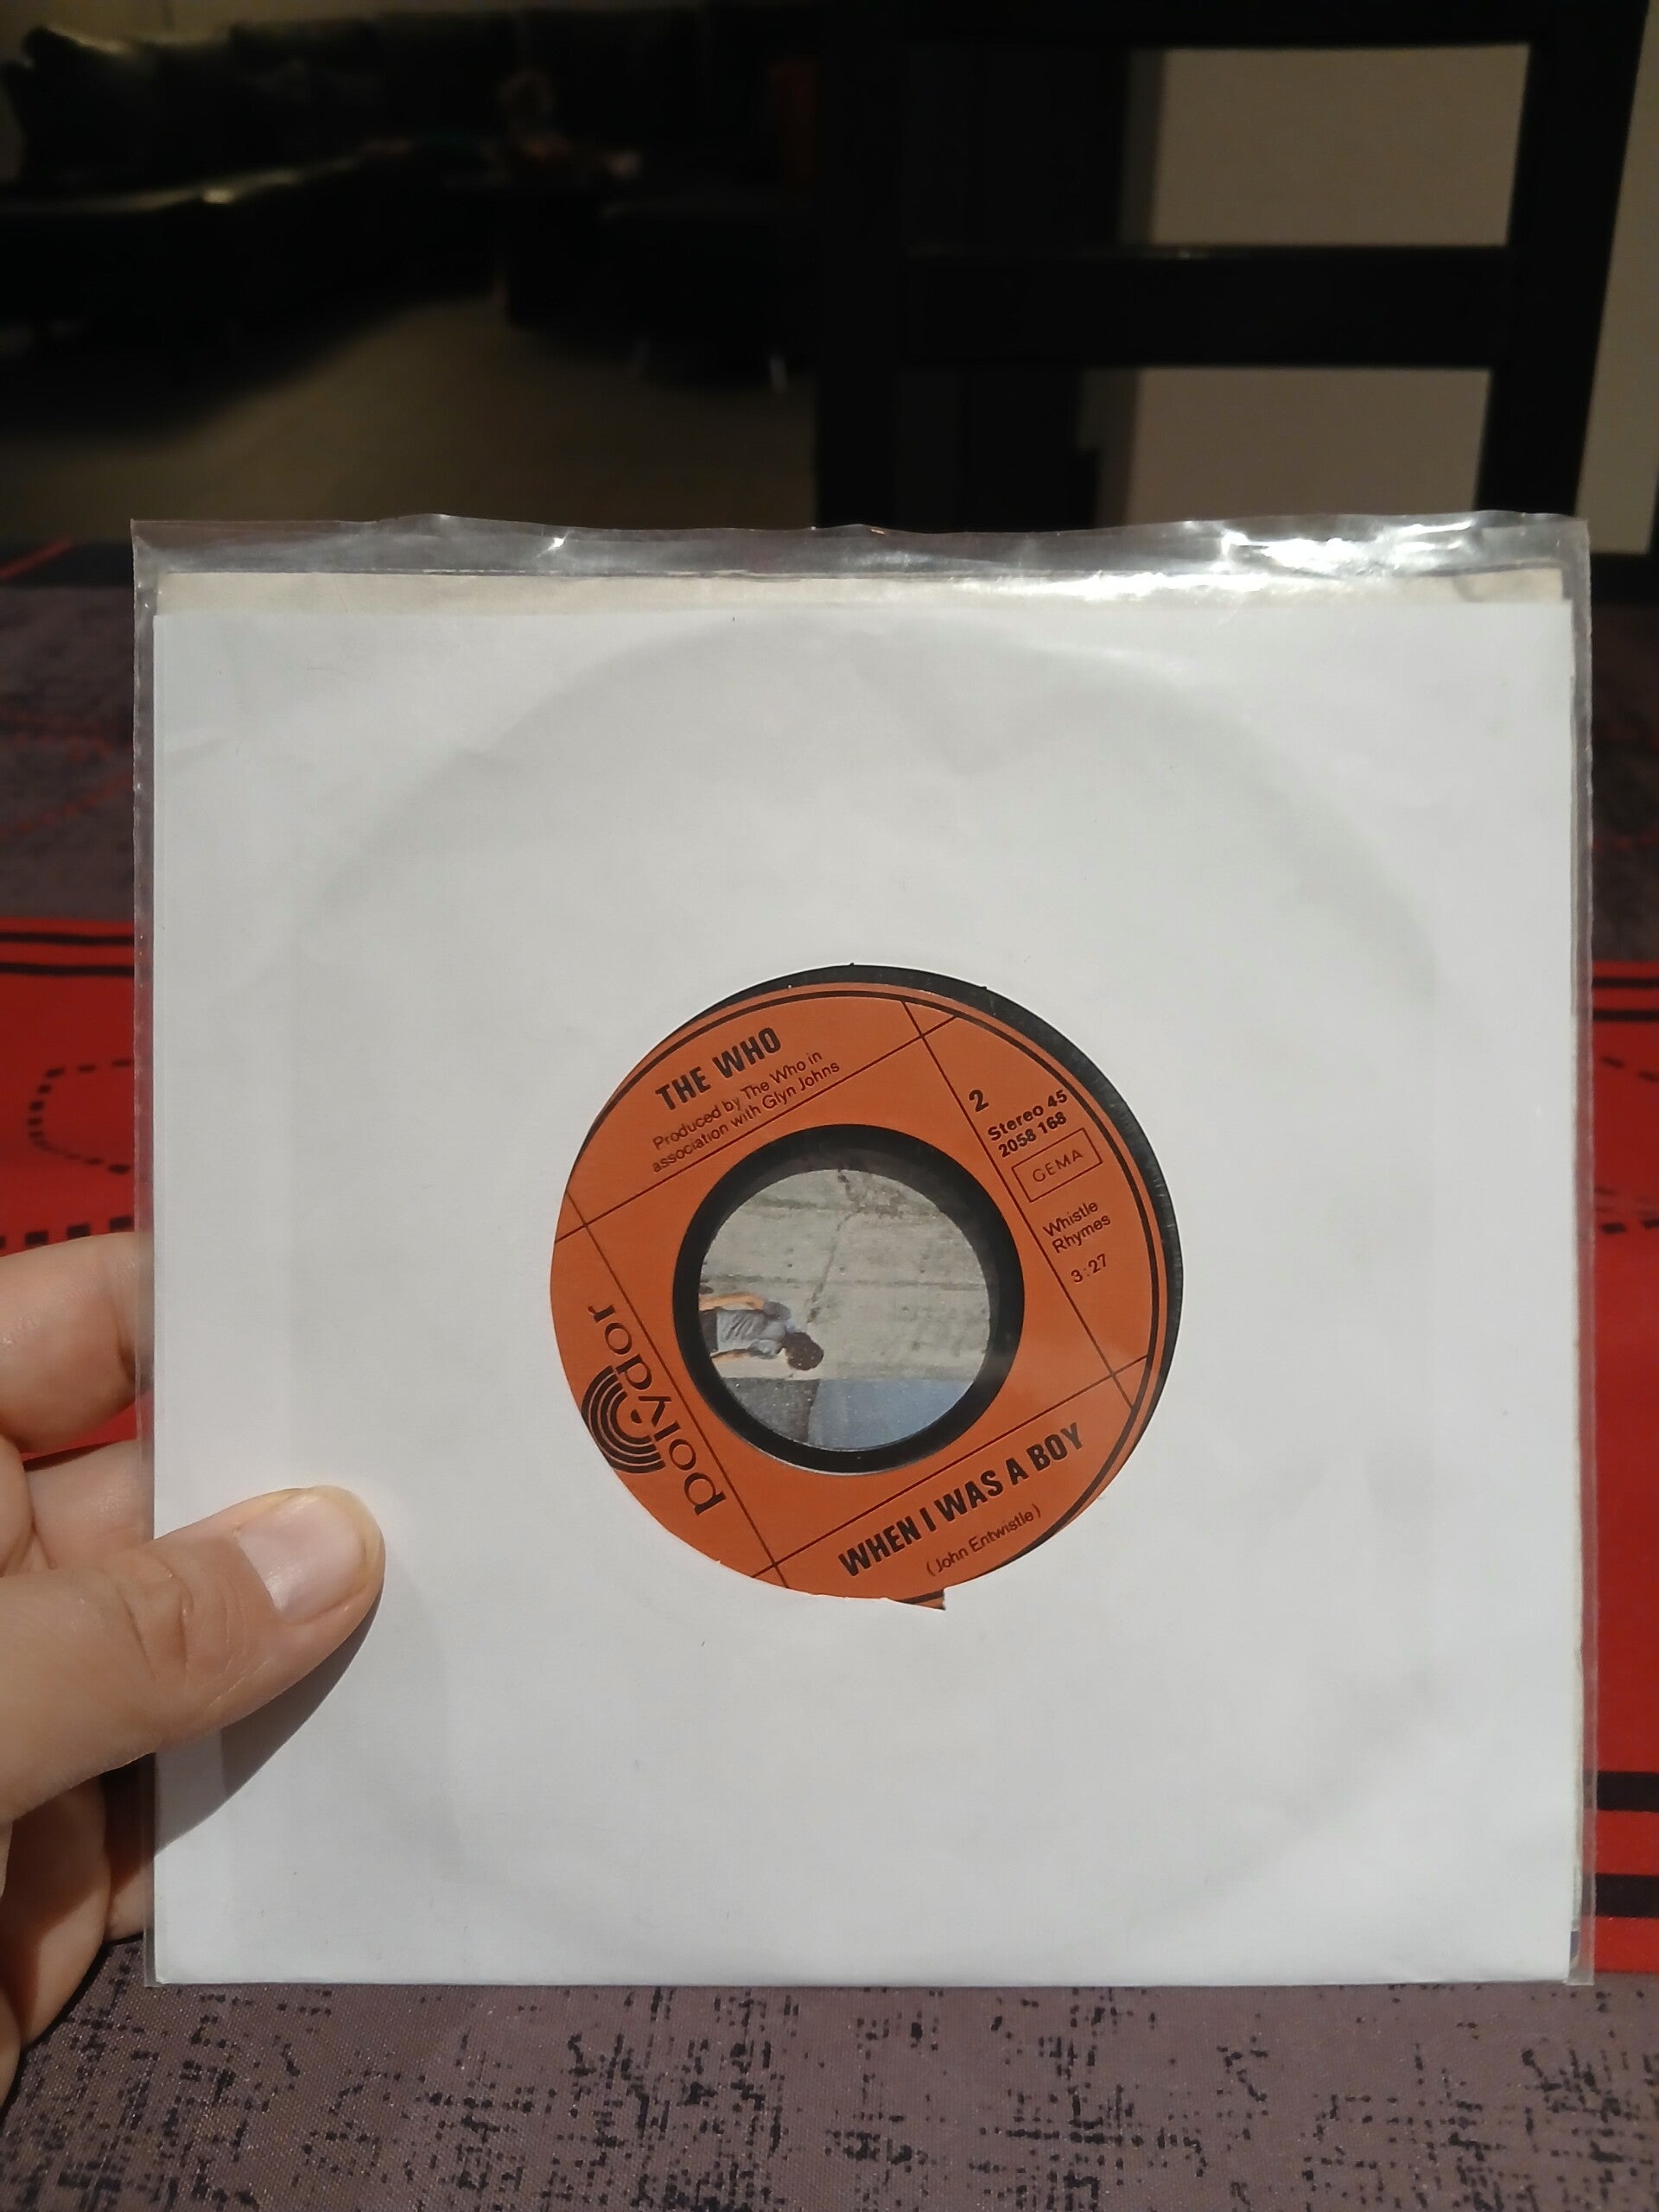 THE WHO
Produced by The Who in
association with Glyn Johns
2
Stereo 45
2058 168
GEMA
Whistle
Rhymes
3:27
polydor
WHEN I WAS A BOY
(John Entwistle)